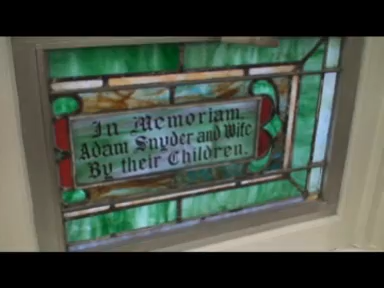 In Memoriam.
Adam Snyder and Wife
By their Children.